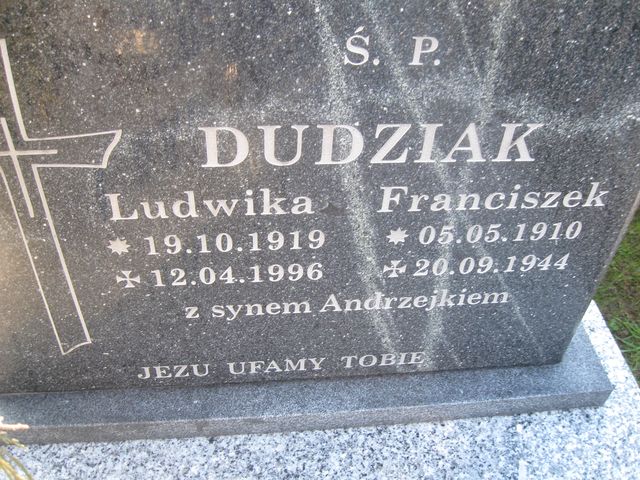 Ś. P.
DUDZIAK
Ludwika Franciszek
* 19.10.1919 * 05.05.1910
✠ 12.04.1996 ✠ 20.09.1944
z synem Andrzejkiem
JEZU UFAMY TOBIE